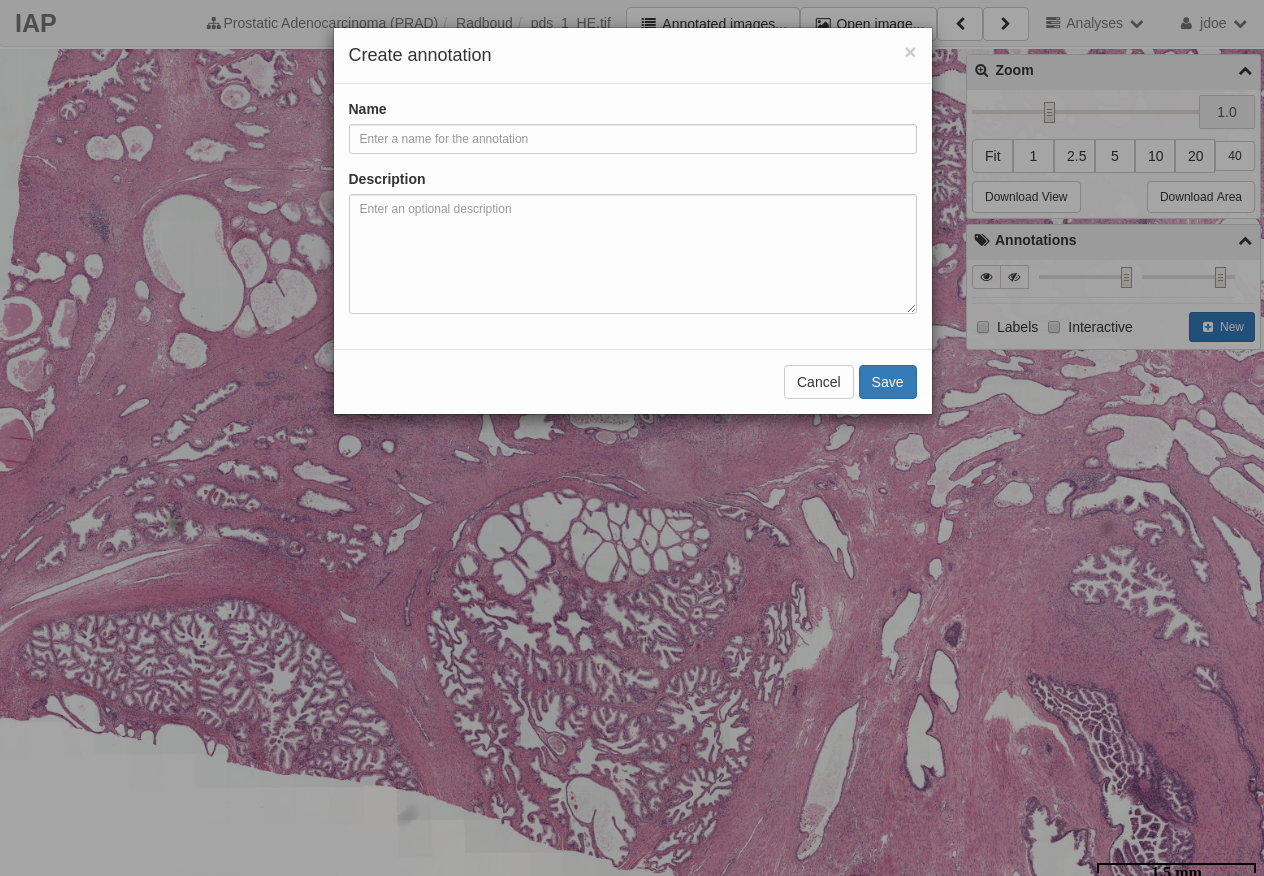 IAP
Prostatic Adenocarcinoma (PRAD) / Radboud / pds_1_HE.tif
Annotated images...
Open image...
Analyses
jdoe
Create annotation
×
Name
Enter a name for the annotation
Description
Enter an optional description
Cancel
Save
Zoom
1.0
Fit 1 2.5 5 10 20 40
Download View
Download Area
Annotations
Labels Interactive
New
1.5 mm